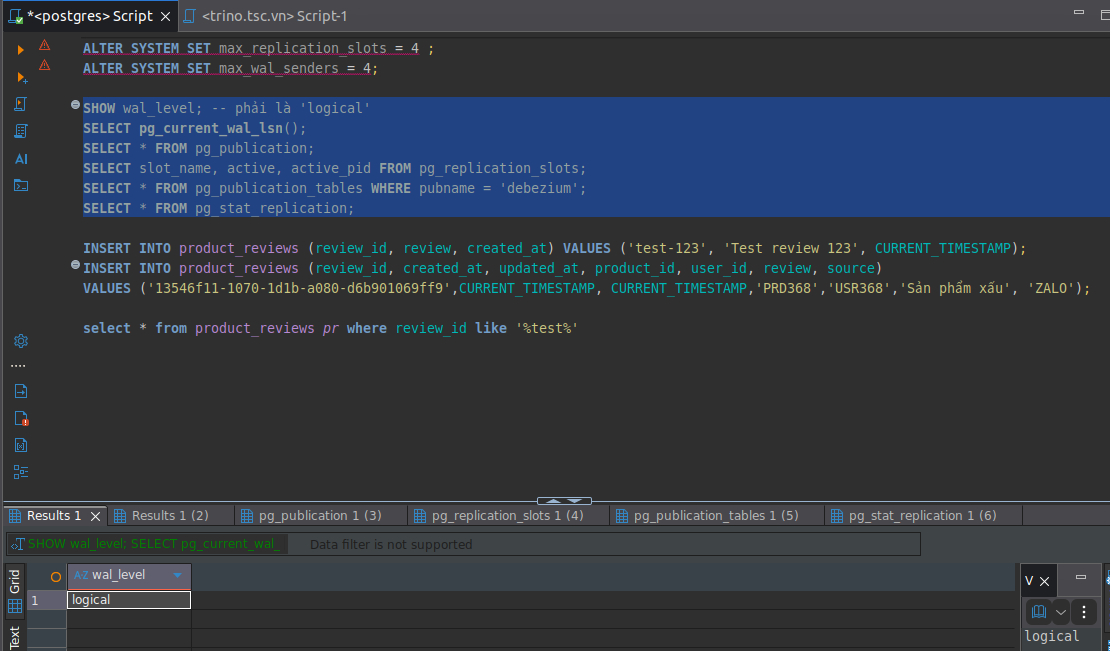 *<postgres> Script
<trino.tsc.vn> Script-1
ALTER SYSTEM SET max_replication_slots = 4 ;
ALTER SYSTEM SET max_wal_senders = 4;
SHOW wal_level; -- phải là 'logical'
SELECT pg_current_wal_lsn();
SELECT * FROM pg_publication;
SELECT slot_name, active, active_pid FROM pg_replication_slots;
SELECT * FROM pg_publication_tables WHERE pubname = 'debezium';
SELECT * FROM pg_stat_replication;
INSERT INTO product_reviews (review_id, review, created_at) VALUES ('test-123', 'Test review 123', CURRENT_TIMESTAMP);
INSERT INTO product_reviews (review_id, created_at, updated_at, product_id, user_id, review, source)
VALUES ('13546f11-1070-1d1b-a080-d6b901069ff9',CURRENT_TIMESTAMP, CURRENT_TIMESTAMP,'PRD368','USR368','Sản phẩm xấu', 'ZALO');
select * from product_reviews pr where review_id like '%test%'
AI
Results 1
Results 1 (2)
pg_publication 1 (3)
pg_replication_slots 1 (4)
pg_publication_tables 1 (5)
pg_stat_replication 1 (6)
SHOW wal_level; SELECT pg_current_wal_
Data filter is not supported
Grid
Text
A-Z wal_level
1
logical
V
logical